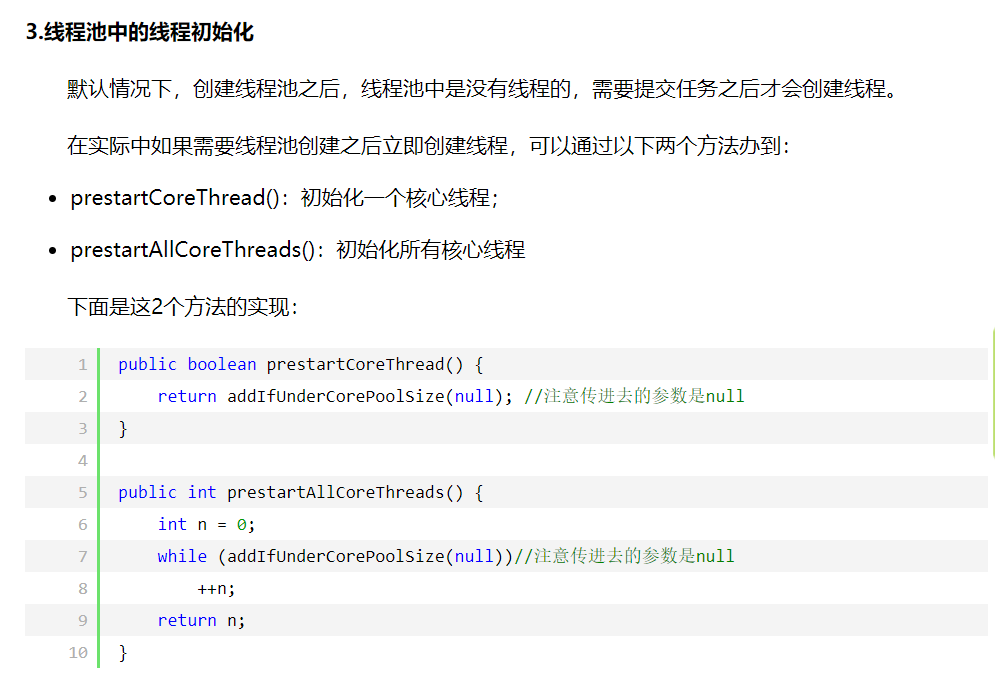 3.线程池中的线程初始化
默认情况下，创建线程池之后，线程池中是没有线程的，需要提交任务之后才会创建线程。
在实际中如果需要线程池创建之后立即创建线程，可以通过以下两个方法办到：
• prestartCoreThread()：初始化一个核心线程；
• prestartAllCoreThreads()：初始化所有核心线程
下面是这2个方法的实现：
1 public boolean prestartCoreThread() {
2     return addIfUnderCorePoolSize(null); //注意传进去的参数是null
3 }
4
5 public int prestartAllCoreThreads() {
6     int n = 0;
7     while (addIfUnderCorePoolSize(null))//注意传进去的参数是null
8         ++n;
9     return n;
10 }